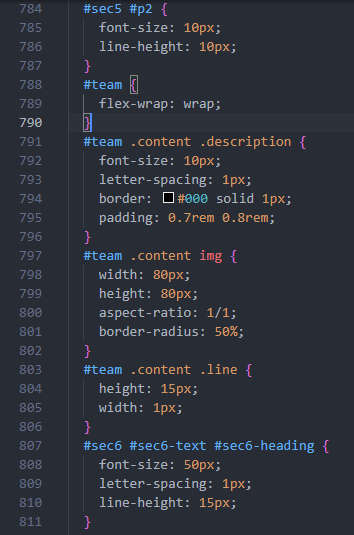 784 #sec5 #p2 {
785 font-size: 10px;
786 line-height: 10px;
787 }
788 #team {
789 flex-wrap: wrap;
790 }
791 #team .content .description {
792 font-size: 10px;
793 letter-spacing: 1px;
794 border: #000 solid 1px;
795 padding: 0.7rem 0.8rem;
796 }
797 #team .content img {
798 width: 80px;
799 height: 80px;
800 aspect-ratio: 1/1;
801 border-radius: 50%;
802 }
803 #team .content .line {
804 height: 15px;
805 width: 1px;
806 }
807 #sec6 #sec6-text #sec6-heading {
808 font-size: 50px;
809 letter-spacing: 1px;
810 line-height: 15px;
811 }